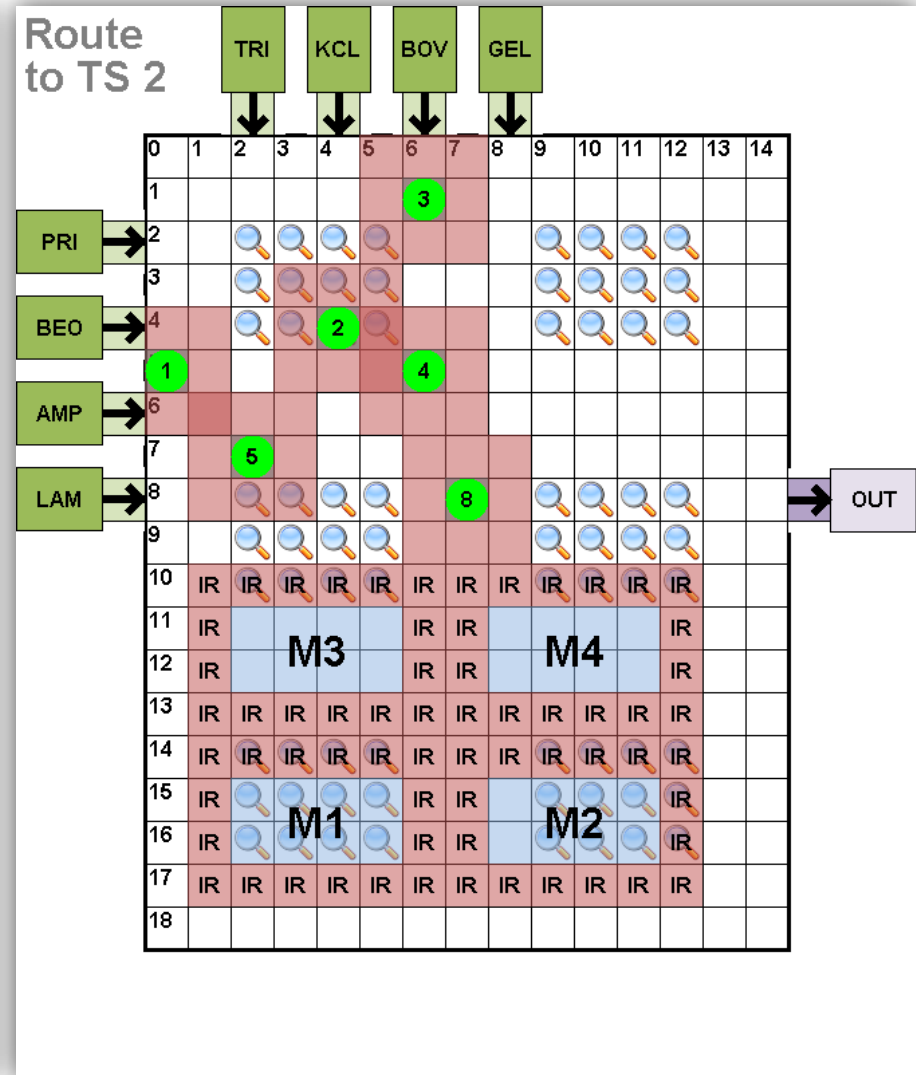 Route
to TS 2
TRI KCL BOV GEL
0 1 2 3 4 5 6 7 8 9 10 11 12 13 14
1 3
PRI 2
3
BEO 4 2
1 4
AMP 6
7 5
LAM 8 8 OUT
9
10 IR IR IR IR IR IR IR IR IR IR IR IR
11 IR IR IR IR
M3 M4
12 IR IR IR IR
13 IR IR IR IR IR IR IR IR IR IR IR IR
14 IR IR IR IR IR IR IR IR IR IR IR IR
15 IR IR IR IR
M1 M2
16 IR IR IR IR
17 IR IR IR IR IR IR IR IR IR IR IR IR
18